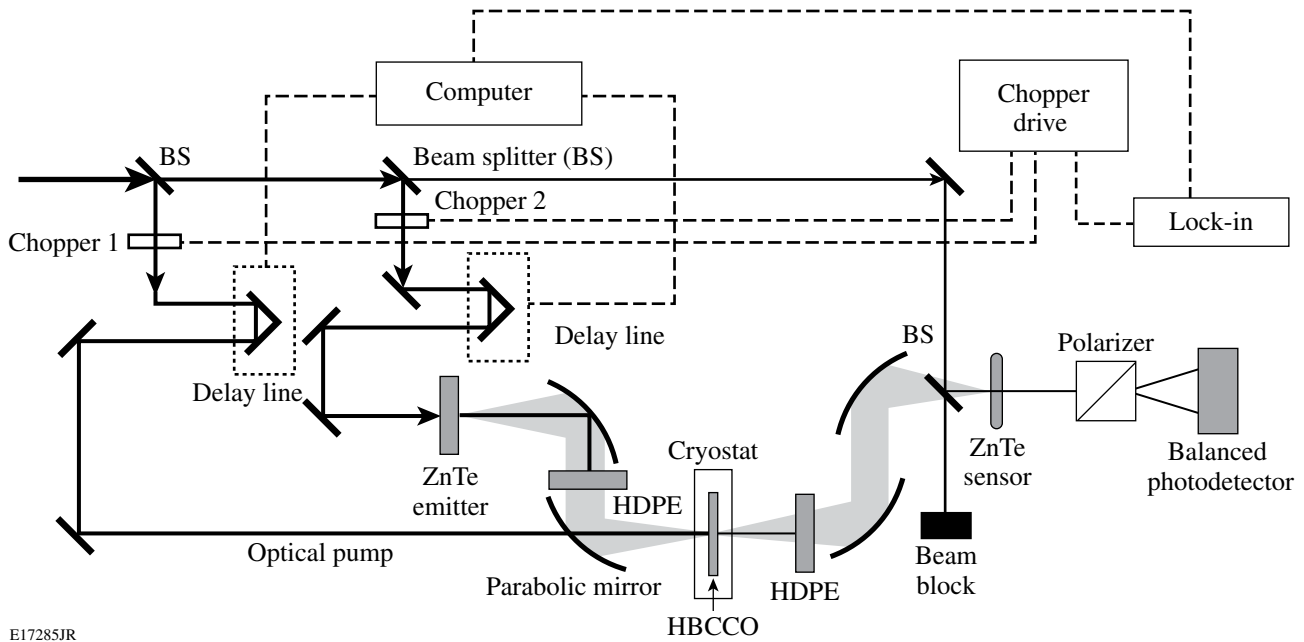 Computer
Chopper
drive
BS
Beam splitter (BS)
Chopper 2
Chopper 1
Lock-in
Delay line
BS
Polarizer
Delay line
ZnTe
emitter
Cryostat
ZnTe
sensor
Balanced
photodetector
HDPE
Optical pump
Parabolic mirror
HDPE
Beam
block
HBCCO
E17285JR